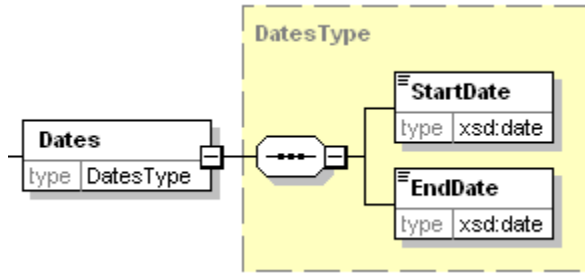 DatesType
StartDate
type xsd:date
Dates
type DatesType
EndDate
type xsd:date